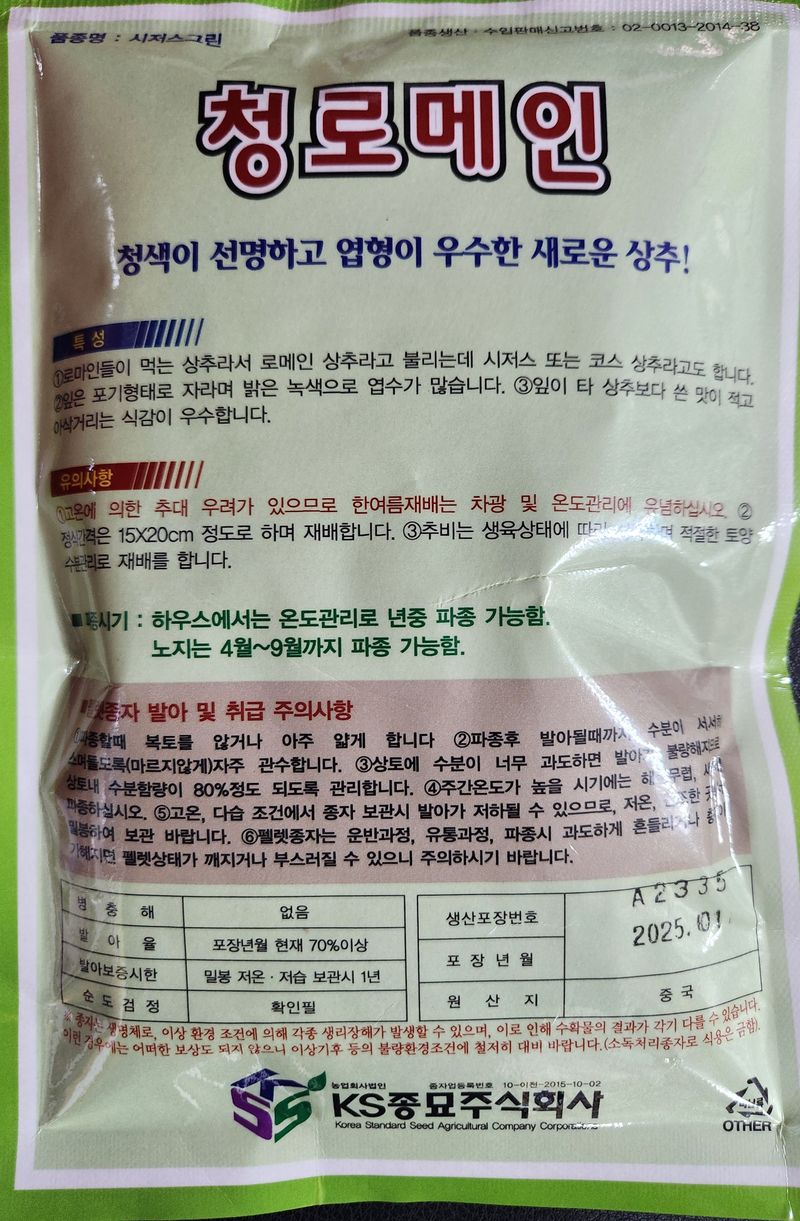 품종명 : 시저스그린
품종생산·수입판매신고번호 : 02-0013-2014-38
청로메인
청색이 선명하고 엽형이 우수한 새로운 상추!
특성
①로마인들이 먹는 상추라서 로메인 상추라고 불리는데 시저스 또는 코스 상추라고도 합니다.
②잎은 포기형태로 자라며 밝은 녹색으로 엽수가 많습니다. ③잎이 타 상추보다 쓴 맛이 적고
아삭거리는 식감이 우수합니다.
유의사항
①고온에 의한 추대 우려가 있으므로 한여름재배는 차광 및 온도관리에 유념하십시오. ②
정식간격은 15X20cm 정도로 하며 재배합니다. ③추비는 생육상태에 따라 적절한 토양
수분관리로 재배를 합니다.
■ 파종시기 : 하우스에서는 온도관리로 년중 파종 가능함.
노지는 4월~9월까지 파종 가능함.
■펠렛종자 발아 및 취급 주의사항
①파종할때 복토를 않거나 아주 얇게 합니다 ②파종후 발아될때까지 수분이 서서히
스며들도록(마르지않게)자주 관수합니다. ③상토에 수분이 너무 과도하면 발아가 불량해지므로
상토내 수분함량이 80%정도 되도록 관리합니다. ④주간온도가 높을 시기에는
파종하십시오. ⑤고온, 다습 조건에서 종자 보관시 발아가 저하될 수 있으므로, 저온, 건조한
밀봉하여 보관 바랍니다. ⑥펠렛종자는 운반과정, 유통과정, 파종시 과도하게 흔들리거나
가해지면 펠렛상태가 깨지거나 부스러질 수 있으니 주의하시기 바랍니다.
병충해 없음
발아율 포장년월 현재 70%이상
발아보증시한 밀봉 저온·저습 보관시 1년
순도검정 확인필
생산포장번호 A2335
포장년월 2025.01.
원산지 중국
※ 종자는 생명체로, 이상 환경 조건에 의해 각종 생리장해가 발생할 수 있으며, 이로 인해 수확물의 결과가 각기 다를 수 있습니다.
이런 경우에는 어떠한 보상도 되지 않으니 이상기후 등의 불량환경조건에 철저히 대비 바랍니다.(소독처리종자로 식용은 금함).
농업회사법인 종자업등록번호 10-이천-2015-10-02
KS종묘주식회사
Korea Standard Seed Agricultural Company Corporations
비닐류
OTHER